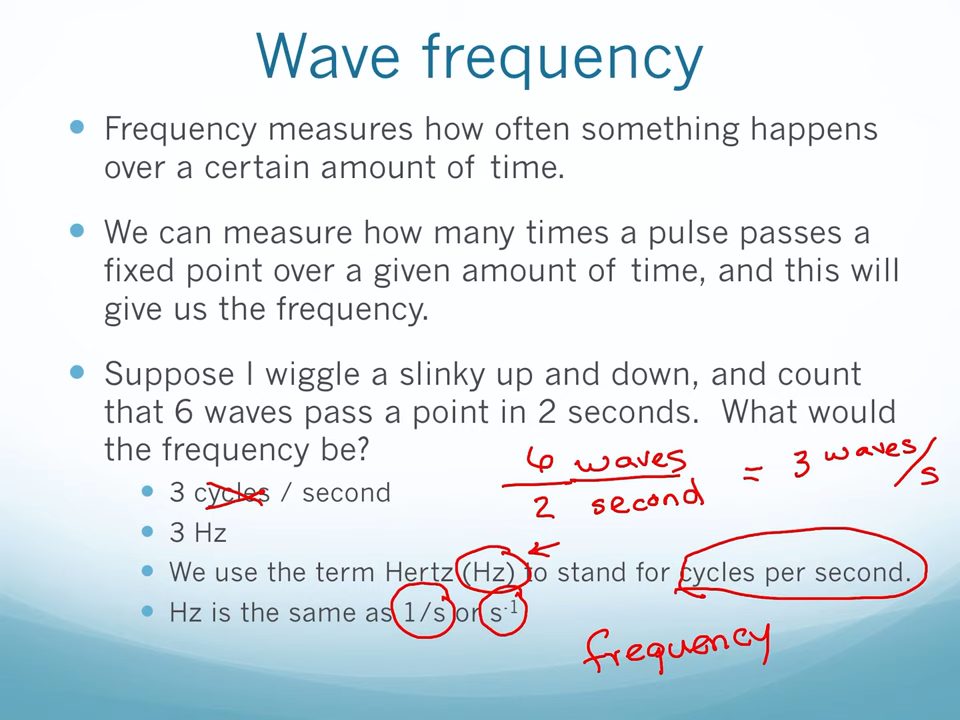 Wave frequency
• Frequency measures how often something happens
over a certain amount of time.
• We can measure how many times a pulse passes a
fixed point over a given amount of time, and this will
give us the frequency.
• Suppose I wiggle a slinky up and down, and count
that 6 waves pass a point in 2 seconds. What would
the frequency be?
6 waves
2 second
= 3 waves/s
• 3 cycles / second
• 3 Hz
• We use the term Hertz (Hz) to stand for cycles per second.
• Hz is the same as 1/s or s⁻¹
frequency